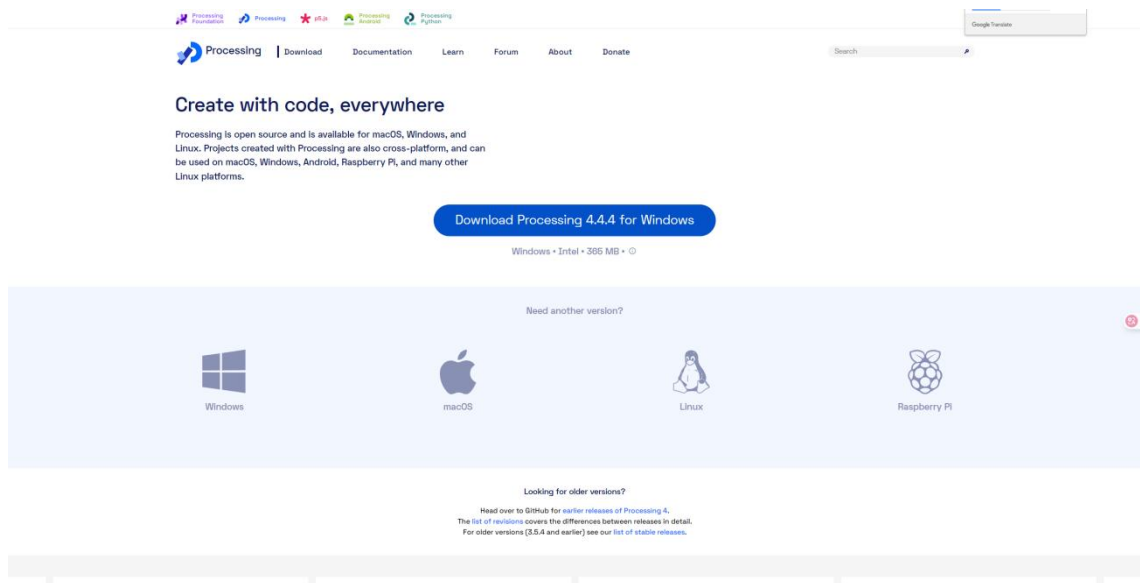 Processing Foundation
Processing
p5.js
Processing Android
Processing Python
Google Translate
Processing
Download
Documentation
Learn
Forum
About
Donate
Search
Create with code, everywhere
Processing is open source and is available for macOS, Windows, and
Linux. Projects created with Processing are also cross-platform, and can
be used on macOS, Windows, Android, Raspberry Pi, and many other
Linux platforms.
Download Processing 4.4.4 for Windows
Windows • Intel • 365 MB •
Need another version?
Windows
macOS
Linux
Raspberry Pi
Looking for older versions?
Head over to GitHub for earlier releases of Processing 4.
The list of revisions covers the differences between releases in detail.
For older versions (3.5.4 and earlier) see our list of stable releases.